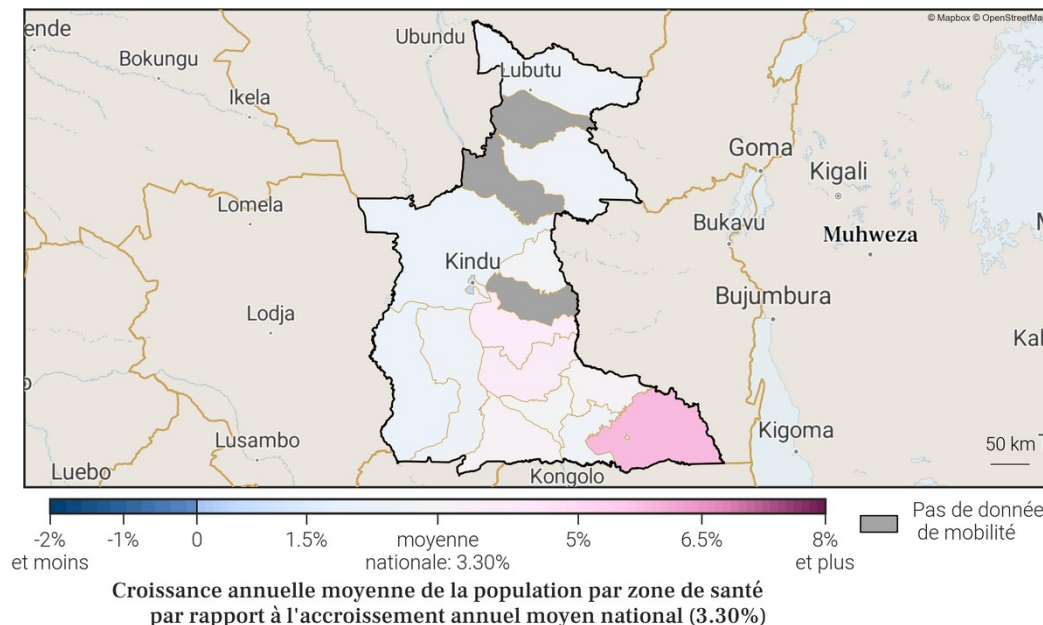 © Mapbox © OpenStreetMap
ende
Ubundu
Bokungu
Lubutu
Ikela
Goma
Kigali
Lomela
Bukavu
M
Muhweza
Kindu
Bujumbura
Lodja
Kal
Lusambo
Kigoma
50 km
Luebo
Kongolo
-2%
et moins
-1%
0
1.5%
moyenne
nationale: 3.30%
5%
6.5%
8%
et plus
Pas de donnée
de mobilité
Croissance annuelle moyenne de la population par zone de santé
par rapport à l'accroissement annuel moyen national (3.30%)